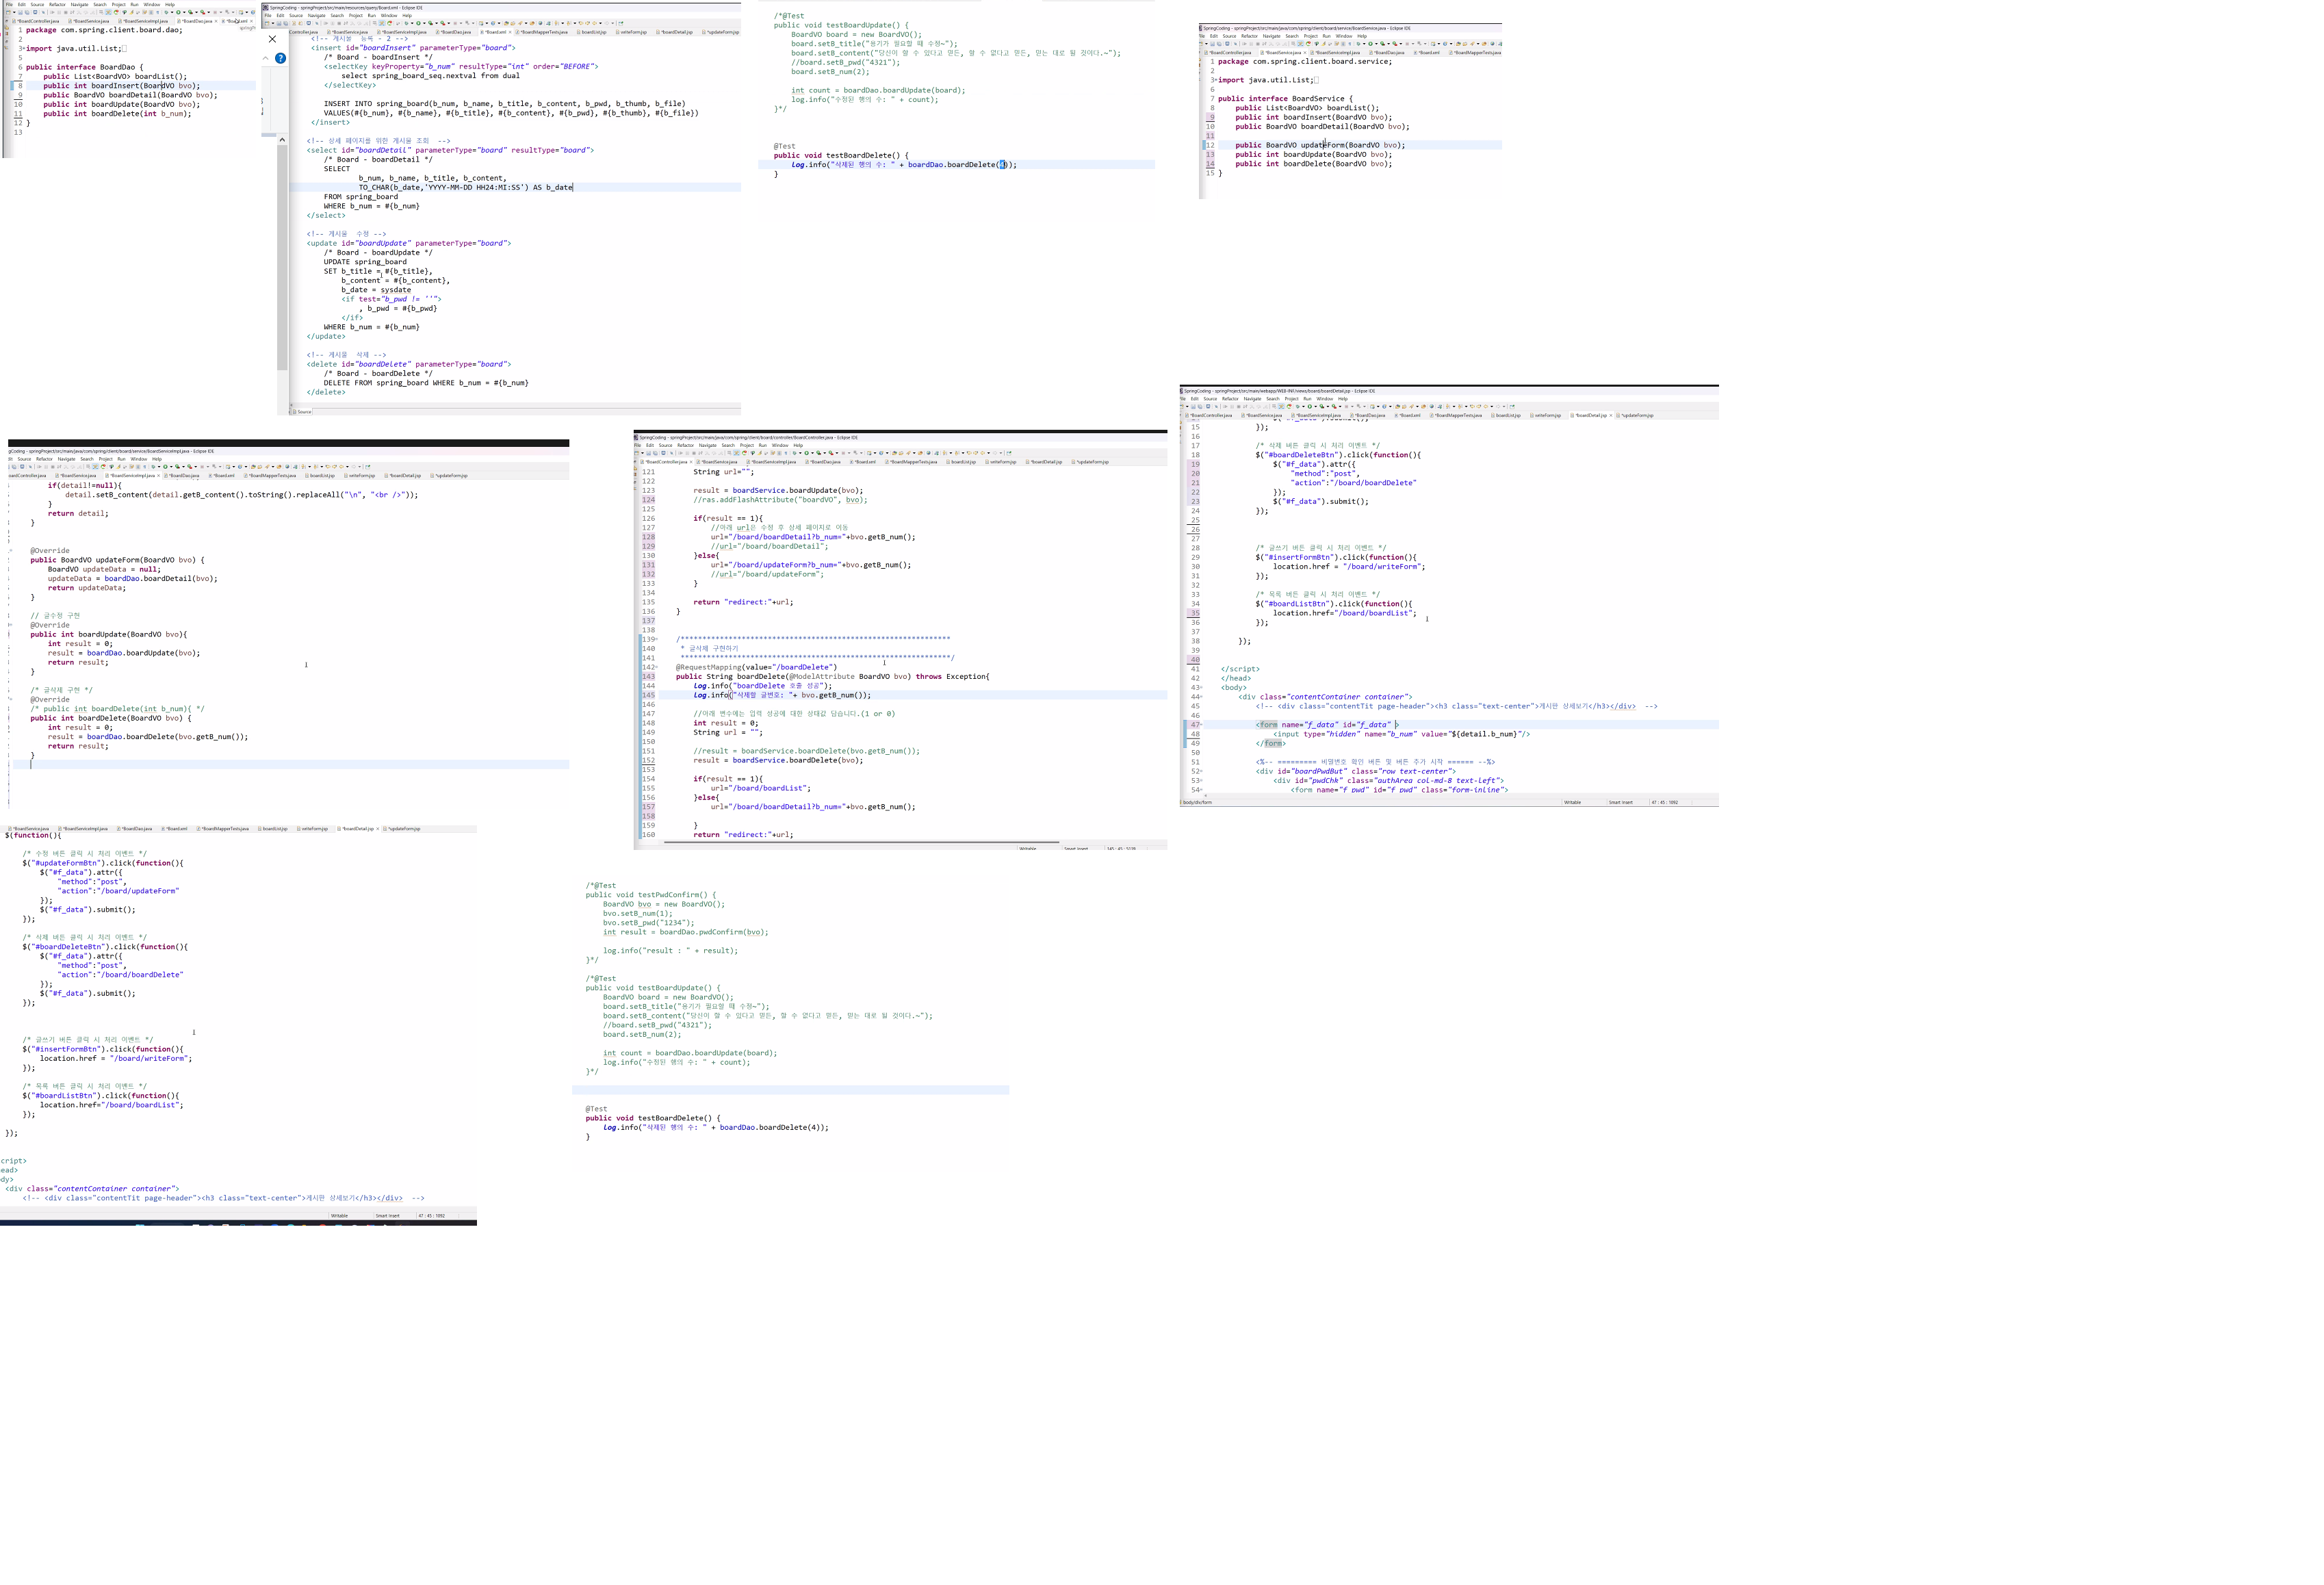 File Edit Source Refactor Navigate Search Project Run Window Help
1 package com.spring.client.board.dao;
2
3 import java.util.List;
5
6 public interface BoardDao {
7 public List<BoardVO> boardList();
8 public int boardInsert(BoardVO bvo);
9 public BoardVO boardDetail(BoardVO bvo);
10 public int boardUpdate(BoardVO bvo);
11 public int boardDelete(int b_num);
12 }
13
SpringCoding - springProject/src/main/resources/query/Board.xml - Eclipse IDE
File Edit Source Navigate Search Project Run Window Help
<!-- 게시물 등록 - 2 -->
<insert id="boardInsert" parameterType="board">
/* Board - boardInsert */
<selectKey keyProperty="b_num" resultType="int" order="BEFORE">
select spring_board_seq.nextval from dual
</selectKey>
INSERT INTO spring_board(b_num, b_name, b_title, b_content, b_pwd, b_thumb, b_file)
VALUES(#{b_num}, #{b_name}, #{b_title}, #{b_content}, #{b_pwd}, #{b_thumb}, #{b_file})
</insert>
<!-- 상세 페이지를 위한 게시물 조회 -->
<select id="boardDetail" parameterType="board" resultType="board">
/* Board - boardDetail */
SELECT
b_num, b_name, b_title, b_content,
TO_CHAR(b_date,'YYYY-MM-DD HH24:MI:SS') AS b_date
FROM spring_board
WHERE b_num = #{b_num}
</select>
<!-- 게시물 수정 -->
<update id="boardUpdate" parameterType="board">
/* Board - boardUpdate */
UPDATE spring_board
SET b_title = #{b_title},
b_content = #{b_content},
b_date = sysdate
<if test="b_pwd != ''">
, b_pwd = #{b_pwd}
</if>
WHERE b_num = #{b_num}
</update>
<!-- 게시물 삭제 -->
<delete id="boardDelete" parameterType="board">
/* Board - boardDelete */
DELETE FROM spring_board WHERE b_num = #{b_num}
</delete>
Source
/*@Test
public void testBoardUpdate() {
BoardVO board = new BoardVO();
board.setB_title("용기가 필요할 때 수정~");
board.setB_content("당신이 할 수 있다고 믿든, 할 수 없다고 믿든, 믿는 대로 될 것이다.~");
//board.setB_pwd("4321");
board.setB_num(2);
int count = boardDao.boardUpdate(board);
log.info("수정된 행의 수: " + count);
}*/
@Test
public void testBoardDelete() {
log.info("삭제된 행의 수: " + boardDao.boardDelete( ));
}
SpringCoding - springProject/src/main/java/com/spring/client/board/service/BoardService.java - Eclipse IDE
File Edit Source Refactor Navigate Search Project Run Window Help
1 package com.spring.client.board.service;
2
3 import java.util.List;
6
7 public interface BoardService {
8 public List<BoardVO> boardList();
9 public int boardInsert(BoardVO bvo);
10 public BoardVO boardDetail(BoardVO bvo);
11
12 public BoardVO updateForm(BoardVO bvo);
13 public int boardUpdate(BoardVO bvo);
14 public int boardDelete(BoardVO bvo);
15 }
gCoding - springProject/src/main/java/com/spring/client/board/service/BoardServiceImpl.java - Eclipse IDE
Source Refactor Navigate Search Project Run Window Help
if(detail!=null){
detail.setB_content(detail.getB_content().toString().replaceAll("\n", "<br />"));
}
return detail;
}
@Override
public BoardVO updateForm(BoardVO bvo) {
BoardVO updateData = null;
updateData = boardDao.boardDetail(bvo);
return updateData;
}
// 글수정 구현
@Override
public int boardUpdate(BoardVO bvo){
int result = 0;
result = boardDao.boardUpdate(bvo);
return result;
}
/* 글삭제 구현 */
@Override
/* public int boardDelete(int b_num){ */
public int boardDelete(BoardVO bvo) {
int result = 0;
result = boardDao.boardDelete(bvo.getB_num());
return result;
}
SpringCoding - springProject/src/main/java/com/spring/client/board/controller/BoardController.java - Eclipse IDE
File Edit Source Refactor Navigate Search Project Run Window Help
121 String url="";
122
123 result = boardService.boardUpdate(bvo);
124 //ras.addFlashAttribute("boardVO", bvo);
125
126 if(result == 1){
127 //아래 url은 수정 후 상세 페이지로 이동
128 url="/board/boardDetail?b_num="+bvo.getB_num();
129 //url="/board/boardDetail";
130 }else{
131 url="/board/updateForm?b_num="+bvo.getB_num();
132 //url="/board/updateForm";
133 }
134
135 return "redirect:"+url;
136 }
137
138
139 /**************************************************************
140 * 글삭제 구현하기
141 **************************************************************/
142 @RequestMapping(value="/boardDelete")
143 public String boardDelete(@ModelAttribute BoardVO bvo) throws Exception{
144 log.info("boardDelete 호출 성공");
145 log.info("삭제할 글번호: "+ bvo.getB_num());
147 //아래 변수에는 입력 성공에 대한 상태값 담습니다.(1 or 0)
148 int result = 0;
149 String url = "";
150
151 //result = boardService.boardDelete(bvo.getB_num());
152 result = boardService.boardDelete(bvo);
153
154 if(result == 1){
155 url="/board/boardList";
156 }else{
157 url="/board/boardDetail?b_num="+bvo.getB_num();
158
159 }
160 return "redirect:"+url;
SpringCoding - springProject/src/main/webapp/WEB-INF/views/board/boardDetail.jsp - Eclipse IDE
File Edit Source Refactor Navigate Search Project Run Window Help
15 });
16
17 /* 삭제 버튼 클릭 시 처리 이벤트 */
18 $("#boardDeleteBtn").click(function(){
19 $("#f_data").attr({
20 "method":"post",
21 "action":"/board/boardDelete"
22 });
23 $("#f_data").submit();
24 });
25
26
27
28 /* 글쓰기 버튼 클릭 시 처리 이벤트 */
29 $("#insertFormBtn").click(function(){
30 location.href = "/board/writeForm";
31 });
32
33 /* 목록 버튼 클릭 시 처리 이벤트 */
34 $("#boardListBtn").click(function(){
35 location.href="/board/boardList";
36 });
37
38 });
39
40
41 </script>
42 </head>
43 <body>
44 <div class="contentContainer container">
45 <!-- <div class="contentTit page-header"><h3 class="text-center">게시판 상세보기</h3></div> -->
46
47 <form name="f_data" id="f_data" >
48 <input type="hidden" name="b_num" value="${detail.b_num}"/>
49 </form>
50
51 <%-- ========= 비밀번호 확인 버튼 및 버튼 추가 시작 ====== --%>
52 <div id="boardPwdBut" class="row text-center">
53 <div id="pwdChk" class="authArea col-md-8 text-left">
54 <form name="f_pwd" id="f_pwd" class="form-inline">
Writable Smart Insert 47 : 45 : 1092
$(function(){
/* 수정 버튼 클릭 시 처리 이벤트 */
$("#updateFormBtn").click(function(){
$("#f_data").attr({
"method":"post",
"action":"/board/updateForm"
});
$("#f_data").submit();
});
/* 삭제 버튼 클릭 시 처리 이벤트 */
$("#boardDeleteBtn").click(function(){
$("#f_data").attr({
"method":"post",
"action":"/board/boardDelete"
});
$("#f_data").submit();
});
/* 글쓰기 버튼 클릭 시 처리 이벤트 */
$("#insertFormBtn").click(function(){
location.href = "/board/writeForm";
});
/* 목록 버튼 클릭 시 처리 이벤트 */
$("#boardListBtn").click(function(){
location.href="/board/boardList";
});
});
cript>
ead>
dy>
<div class="contentContainer container">
<!-- <div class="contentTit page-header"><h3 class="text-center">게시판 상세보기</h3></div> -->
Writable Smart Insert 47 : 45 : 1092
/*@Test
public void testPwdConfirm() {
BoardVO bvo = new BoardVO();
bvo.setB_num(1);
bvo.setB_pwd("1234");
int result = boardDao.pwdConfirm(bvo);
log.info("result : " + result);
}*/
/*@Test
public void testBoardUpdate() {
BoardVO board = new BoardVO();
board.setB_title("용기가 필요할 때 수정~");
board.setB_content("당신이 할 수 있다고 믿든, 할 수 없다고 믿든, 믿는 대로 될 것이다.~");
//board.setB_pwd("4321");
board.setB_num(2);
int count = boardDao.boardUpdate(board);
log.info("수정된 행의 수: " + count);
}*/
@Test
public void testBoardDelete() {
log.info("삭제된 행의 수: " + boardDao.boardDelete(4));
}